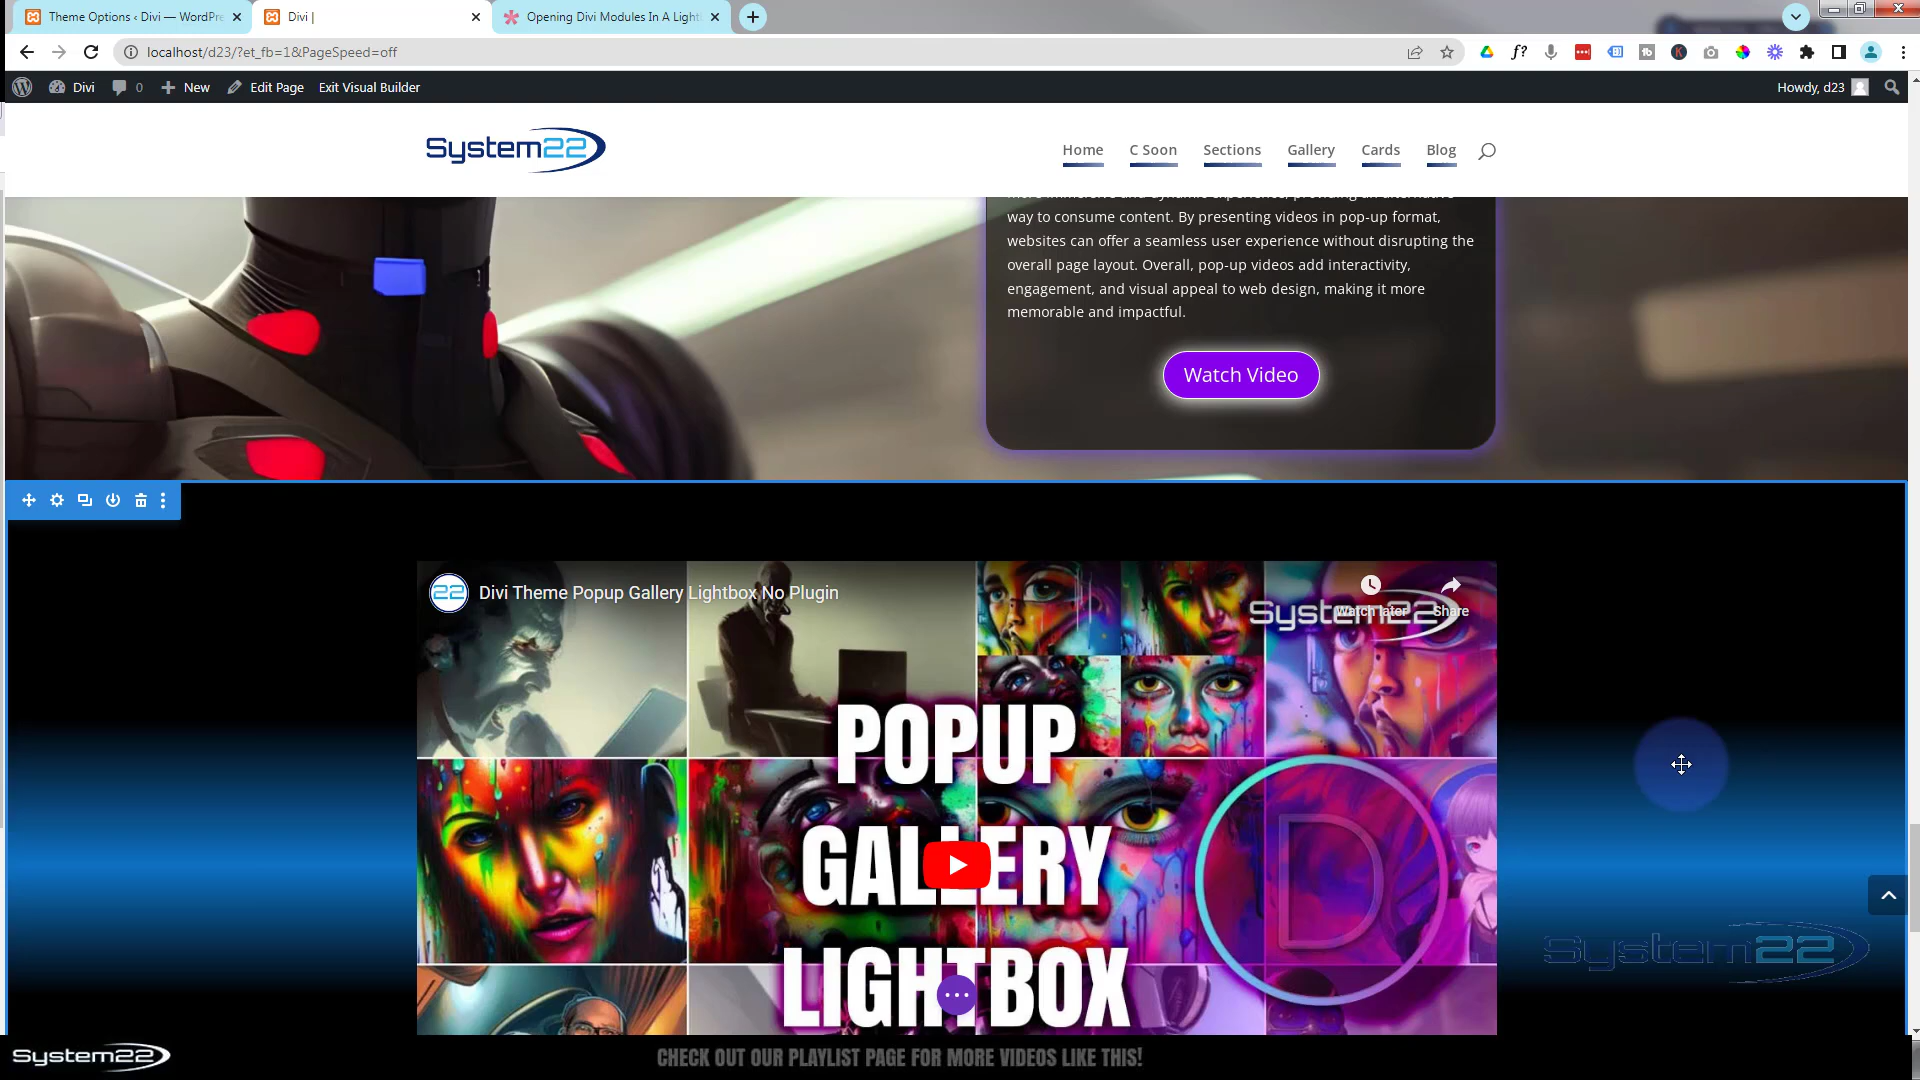 Theme Options ‹ Divi — WordPre
Divi |
Opening Divi Modules In A Light
localhost/d23/?et_fb=1&PageSpeed=off
Divi
0
New
Edit Page
Exit Visual Builder
Howdy, d23
System22
Home
C Soon
Sections
Gallery
Cards
Blog
way to consume content. By presenting videos in pop-up format,
websites can offer a seamless user experience without disrupting the
overall page layout. Overall, pop-up videos add interactivity,
engagement, and visual appeal to web design, making it more
memorable and impactful.
Watch Video
22
Divi Theme Popup Gallery Lightbox No Plugin
Watch later
Share
System22
POPUP
GALLERY
LIGHTBOX
D
System22
System22
CHECK OUT OUR PLAYLIST PAGE FOR MORE VIDEOS LIKE THIS!